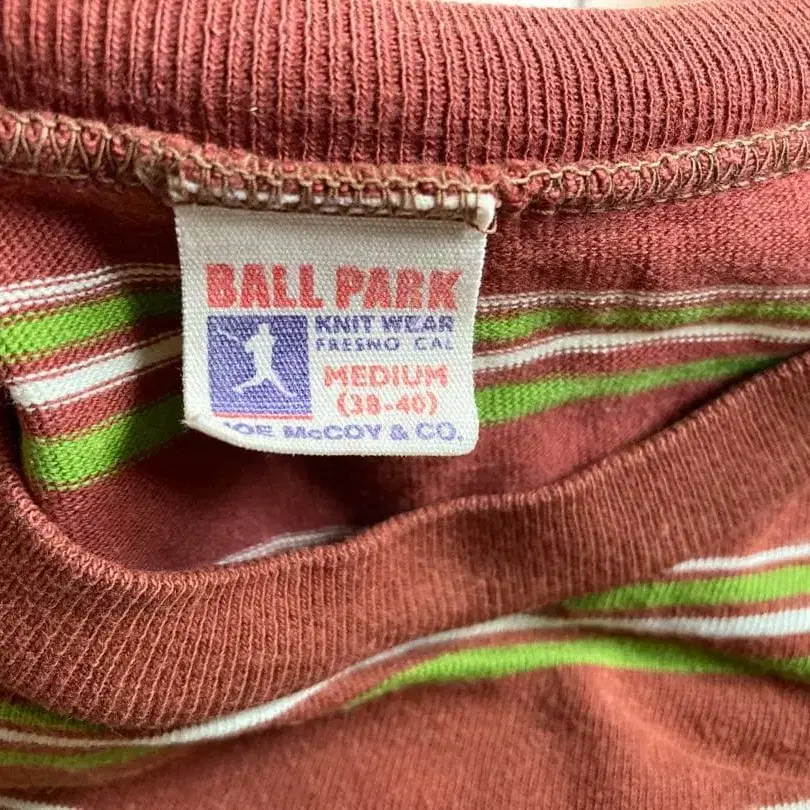 BALL PARK
KNIT WEAR
FRESNO CAL
MEDIUM
(38-40)
JOE McCOY & CO.